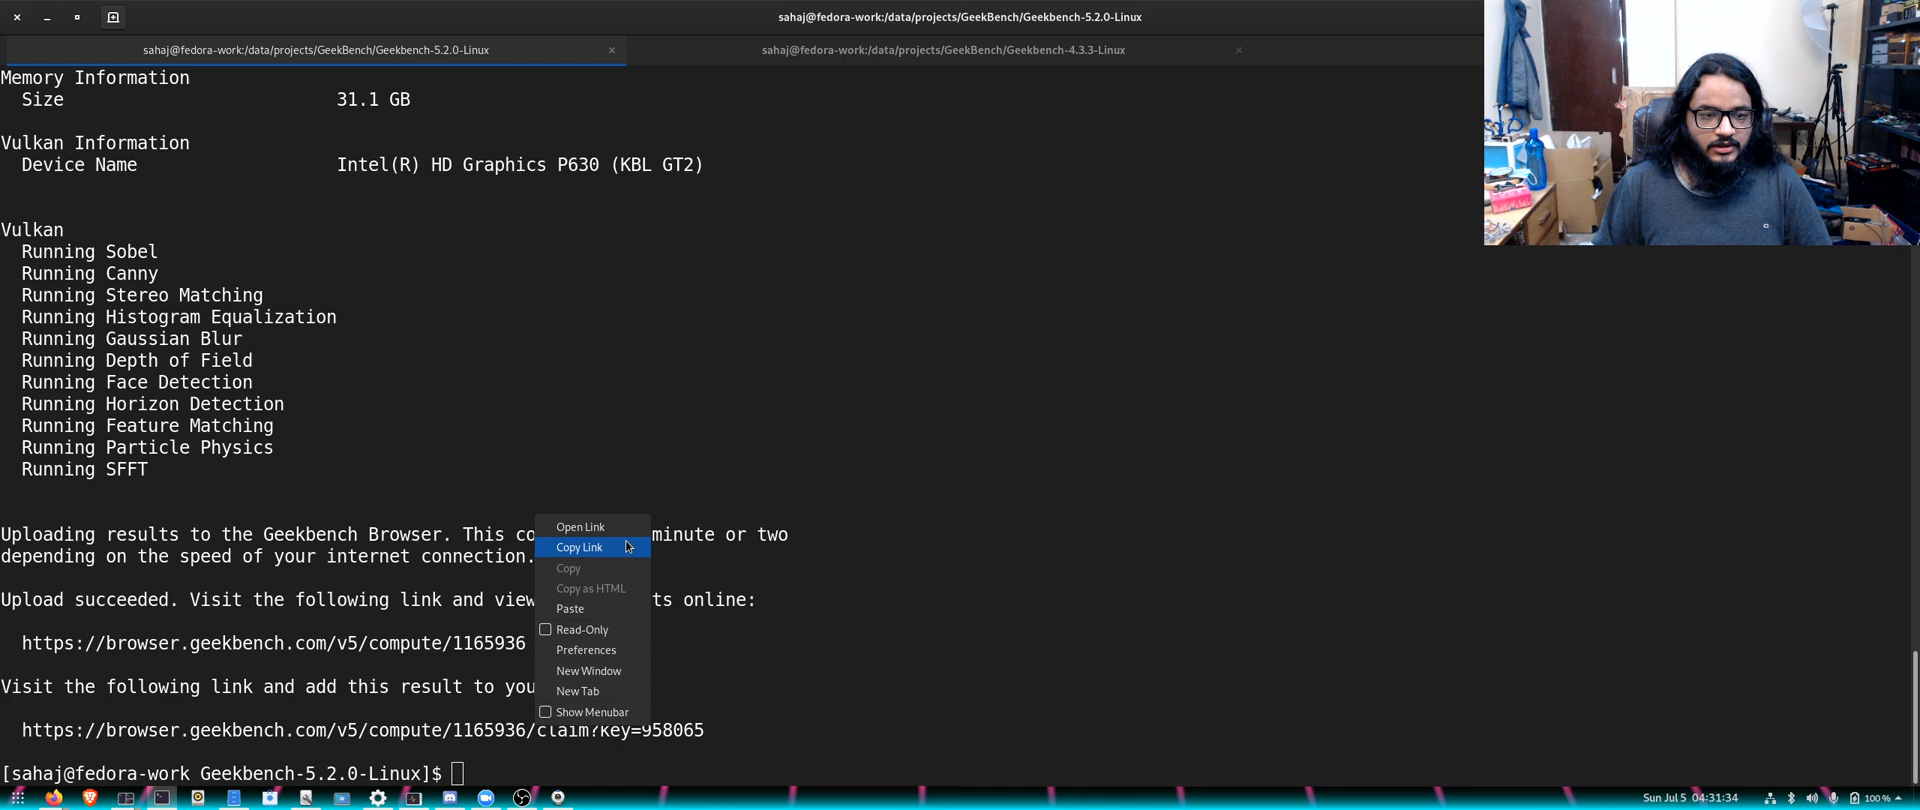 sahaj@fedora-work:/data/projects/GeekBench/Geekbench-5.2.0-Linux
sahaj@fedora-work:/data/projects/GeekBench/Geekbench-5.2.0-Linux
sahaj@fedora-work:/data/projects/GeekBench/Geekbench-4.3.3-Linux
Memory Information
Size 31.1 GB
Vulkan Information
Device Name Intel(R) HD Graphics P630 (KBL GT2)
Vulkan
Running Sobel
Running Canny
Running Stereo Matching
Running Histogram Equalization
Running Gaussian Blur
Running Depth of Field
Running Face Detection
Running Horizon Detection
Running Feature Matching
Running Particle Physics
Running SFFT
Uploading results to the Geekbench Browser. This co minute or two
depending on the speed of your internet connection.
Upload succeeded. Visit the following link and view ts online:
https://browser.geekbench.com/v5/compute/1165936
Visit the following link and add this result to you
https://browser.geekbench.com/v5/compute/1165936/claim?key=958065
[sahaj@fedora-work Geekbench-5.2.0-Linux]$
Open Link
Copy Link
Copy
Copy as HTML
Paste
Read-Only
Preferences
New Window
New Tab
Show Menubar
Sun Jul 5 04:31:34
100 %